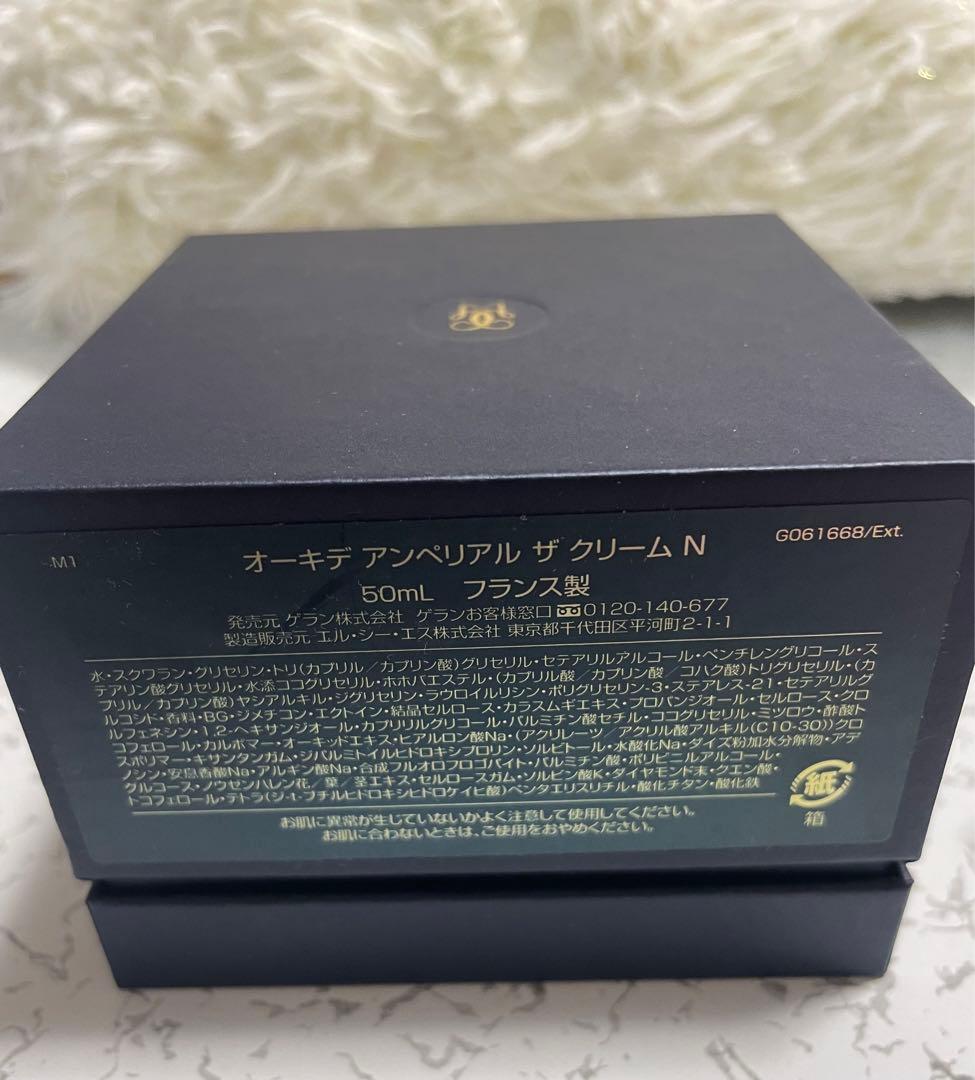 M1
G061668/Ext.
オーキデ アンペリアル ザ クリーム N
50mL フランス製
発売元 ゲラン株式会社 ゲランお客様窓口 0120-140-677
製造販売元 エル・シー・エス株式会社 東京都千代田区平河町2-1-1
水・スクワラン・グリセリン・トリ(カプリル/カプリン酸)グリセリル・セテアリルアルコール・ペンチレングリコール・ス
テアリン酸グリセリル・水添ココグリセリル・ホホバエステル・(カプリル酸/カプリン酸/コハク酸)トリグリセリル・(カ
プリル/カプリン酸)ヤシアルキル・ジグリセリン・ラウロイルリシン・ポリグリセリン-3・ステアレス-21・セテアリルグ
ルコシド・香料・BG・ジメチコン・エクトイン・結晶セルロース・カラスムギエキス・プロパンジオール・セルロース・クロ
ルフェネシン・1,2-ヘキサンジオール・カプリリルグリコール・パルミチン酸セチル・ココグリセリル・ミツロウ・酢酸ト
コフェロール・カルボマー・オーキッドエキス・ヒアルロン酸Na・(アクリレーツ/アクリル酸アルキル(C10-30))クロ
スポリマー・キサンタンガム・ジパルミトイルヒドロキシプロリン・ソルビトール・水酸化Na・ダイズ粉加水分解物・アデ
ノシン・安息香酸Na・アルギン酸Na・合成フルオロフロゴパイト・パルミチン酸・ポリビニルアルコール・
グルコース・ノウゼンハレン花/葉/茎エキス・セルロースガム・ソルビン酸K・ダイヤモンド末・クエン酸・
トコフェロール・テトラ(ジ-t-ブチルヒドロキシヒドロケイヒ酸)ペンタエリスリチル・酸化チタン・酸化鉄
紙
箱
お肌に異常が生じていないかよく注意して使用してください。
お肌に合わないときは、ご使用をおやめください。